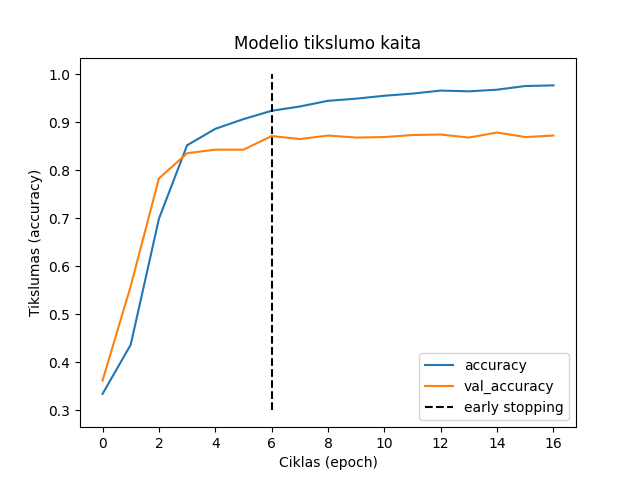 Modelio tikslumo kaita
Tikslumas (accuracy)
1.0
0.9
0.8
0.7
0.6
0.5
0.4
0.3
0 2 4 6 8 10 12 14 16
Ciklas (epoch)
accuracy
val_accuracy
early stopping